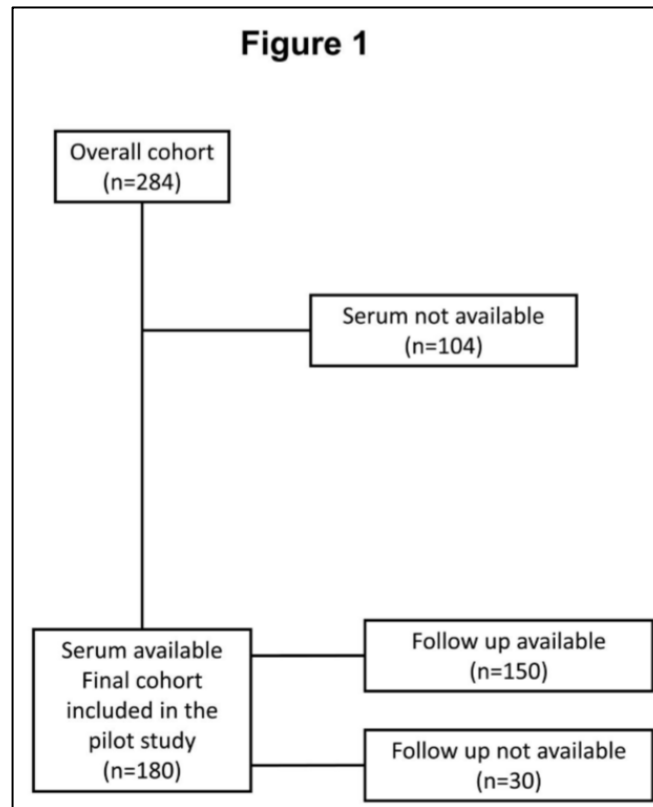 Figure 1
Overall cohort
(n=284)
Serum not available
(n=104)
Serum available
Final cohort
included in the
pilot study
(n=180)
Follow up available
(n=150)
Follow up not available
(n=30)